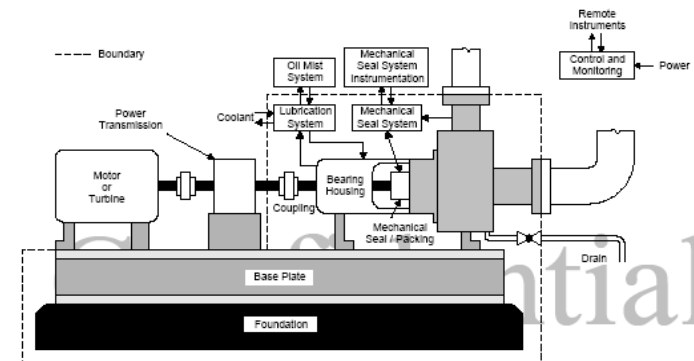 Remote
Instruments
Boundary
Oil Mist
System
Mechanical
Seal System
Instrumentation
Control and
Monitoring
Power
Power
Transmission
Coolant
Lubrication
System
Mechanical
Seal System
Motor
or
Turbine
Bearing
Housing
Coupling
Mechanical
Seal / Packing
Drain
Base Plate
Foundation
Confidential